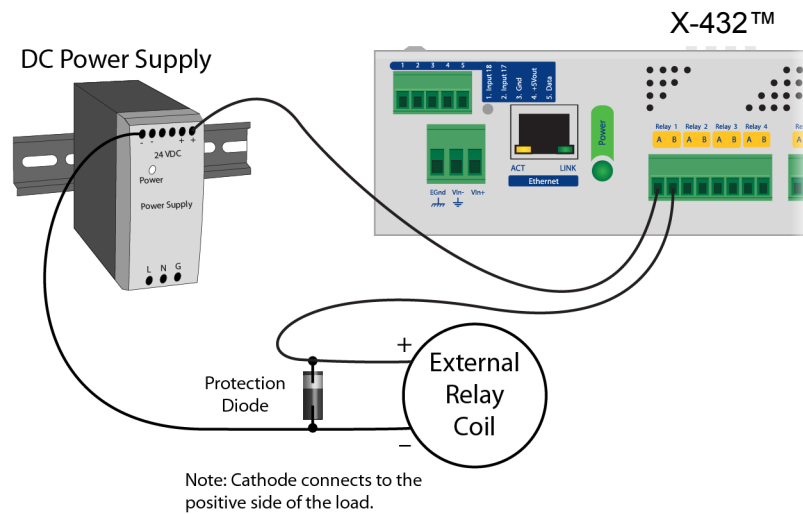 X-432™
DC Power Supply
1 2 3 4 5
1. Input 18
2. Input 17
3. Gnd
4. +5Vout
5. Data
Power
Relay 1 Relay 2 Relay 3 Relay 4
A B A B A B A B A
- - + +
24 VDC
Power
Power Supply
L N G
EGnd Vin- Vin+
ACT LINK
Ethernet
+
External
Relay
Coil
–
Protection
Diode
Note: Cathode connects to the
positive side of the load.